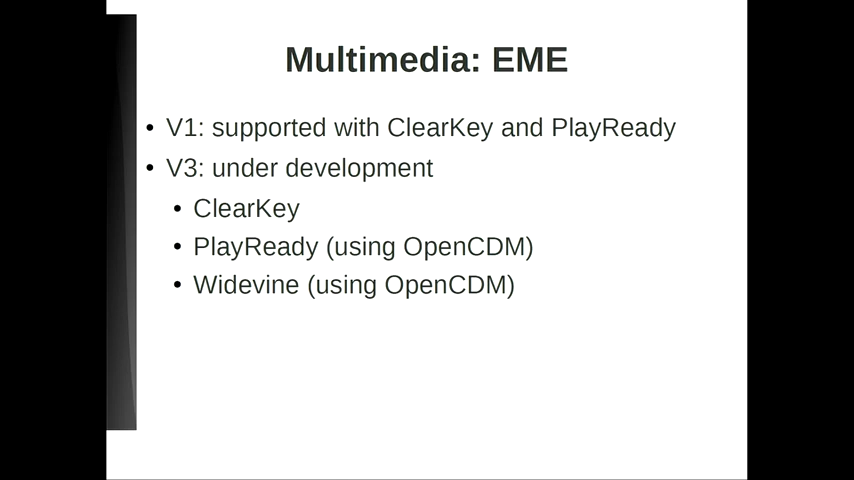 Multimedia: EME
• V1: supported with ClearKey and PlayReady
• V3: under development
• ClearKey
• PlayReady (using OpenCDM)
• Widevine (using OpenCDM)